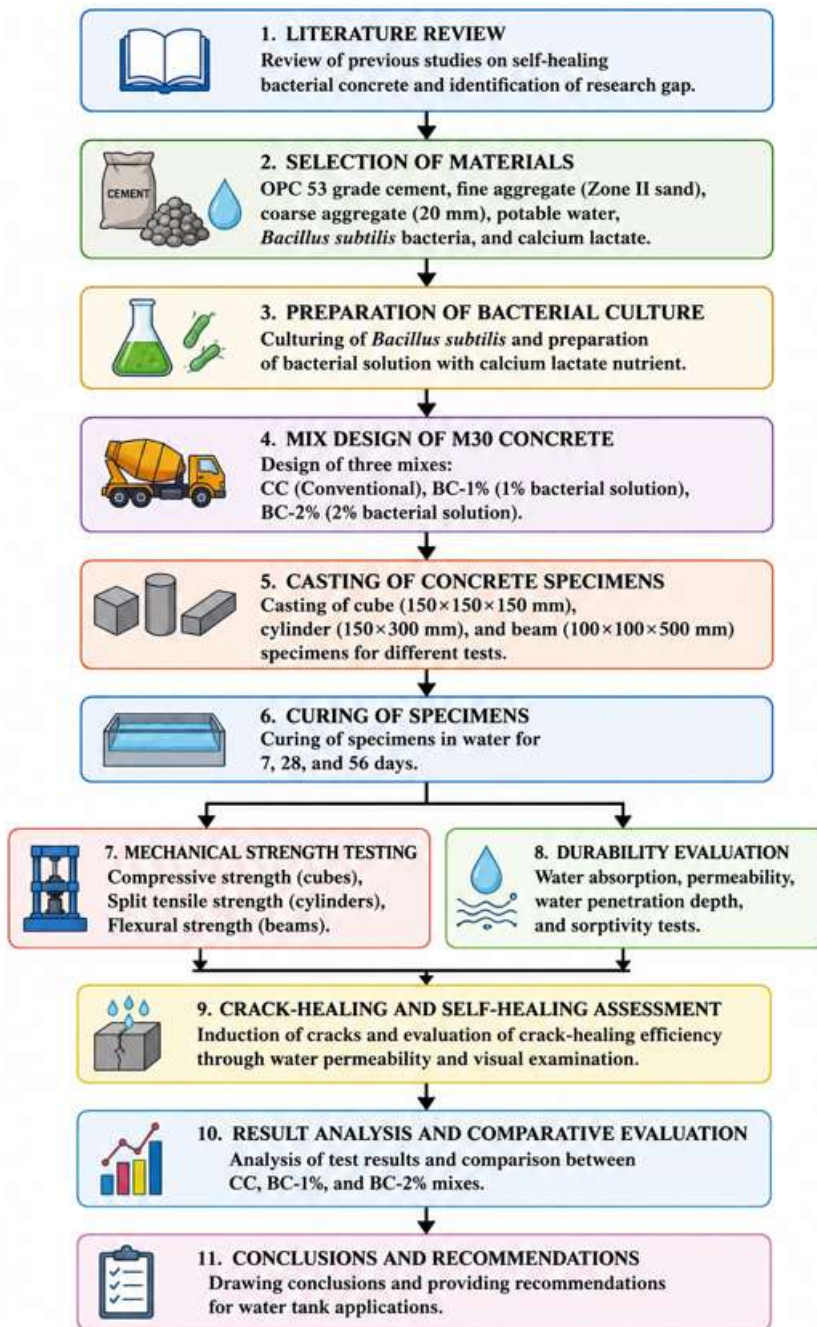 1. LITERATURE REVIEW
Review of previous studies on self-healing
bacterial concrete and identification of research gap.
CEMENT
2. SELECTION OF MATERIALS
OPC 53 grade cement, fine aggregate (Zone II sand),
coarse aggregate (20 mm), potable water,
Bacillus subtilis bacteria, and calcium lactate.
3. PREPARATION OF BACTERIAL CULTURE
Culturing of Bacillus subtilis and preparation
of bacterial solution with calcium lactate nutrient.
4. MIX DESIGN OF M30 CONCRETE
Design of three mixes:
CC (Conventional), BC-1% (1% bacterial solution),
BC-2% (2% bacterial solution).
5. CASTING OF CONCRETE SPECIMENS
Casting of cube (150×150×150 mm),
cylinder (150×300 mm), and beam (100×100×500 mm)
specimens for different tests.
6. CURING OF SPECIMENS
Curing of specimens in water for
7, 28, and 56 days.
7. MECHANICAL STRENGTH TESTING
Compressive strength (cubes),
Split tensile strength (cylinders),
Flexural strength (beams).
8. DURABILITY EVALUATION
Water absorption, permeability,
water penetration depth,
and sorptivity tests.
9. CRACK-HEALING AND SELF-HEALING ASSESSMENT
Induction of cracks and evaluation of crack-healing efficiency
through water permeability and visual examination.
10. RESULT ANALYSIS AND COMPARATIVE EVALUATION
Analysis of test results and comparison between
CC, BC-1%, and BC-2% mixes.
11. CONCLUSIONS AND RECOMMENDATIONS
Drawing conclusions and providing recommendations
for water tank applications.